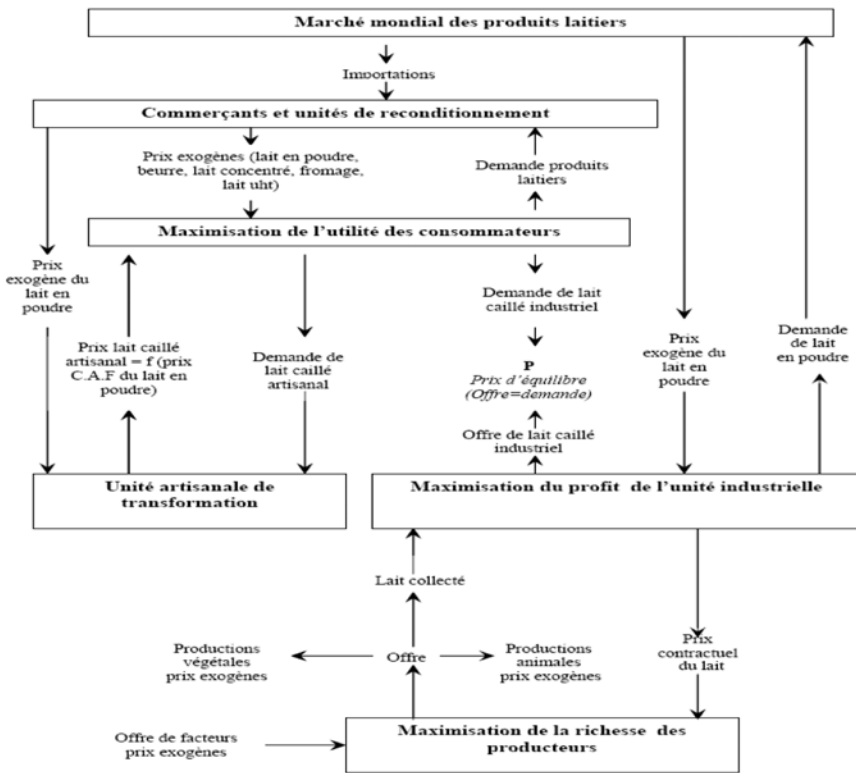 Marché mondial des produits laitiers
Importations
Commerçants et unités de reconditionnement
Prix exogènes (lait en poudre,
beurre, lait concentré, fromage,
lait uht)
Demande produits
laitiers
Maximisation de l'utilité des consommateurs
Prix
exogène du
lait en
poudre
Prix lait caillé
artisanal = f (prix
C.A.F du lait en
poudre)
Demande de
lait caillé
artisanal
Demande de lait
caillé industriel
P
Prix d'équilibre
(Offre=demande)
Offre de lait caillé
industriel
Prix
exogène du
lait en
poudre
Demande
de lait
en poudre
Unité artisanale de
transformation
Maximisation du profit de l'unité industrielle
Lait collecté
Productions
végétales
prix exogènes
Offre
Productions
animales
prix exogènes
Prix
contractuel
du lait
Offre de facteurs
prix exogènes
Maximisation de la richesse des
producteurs